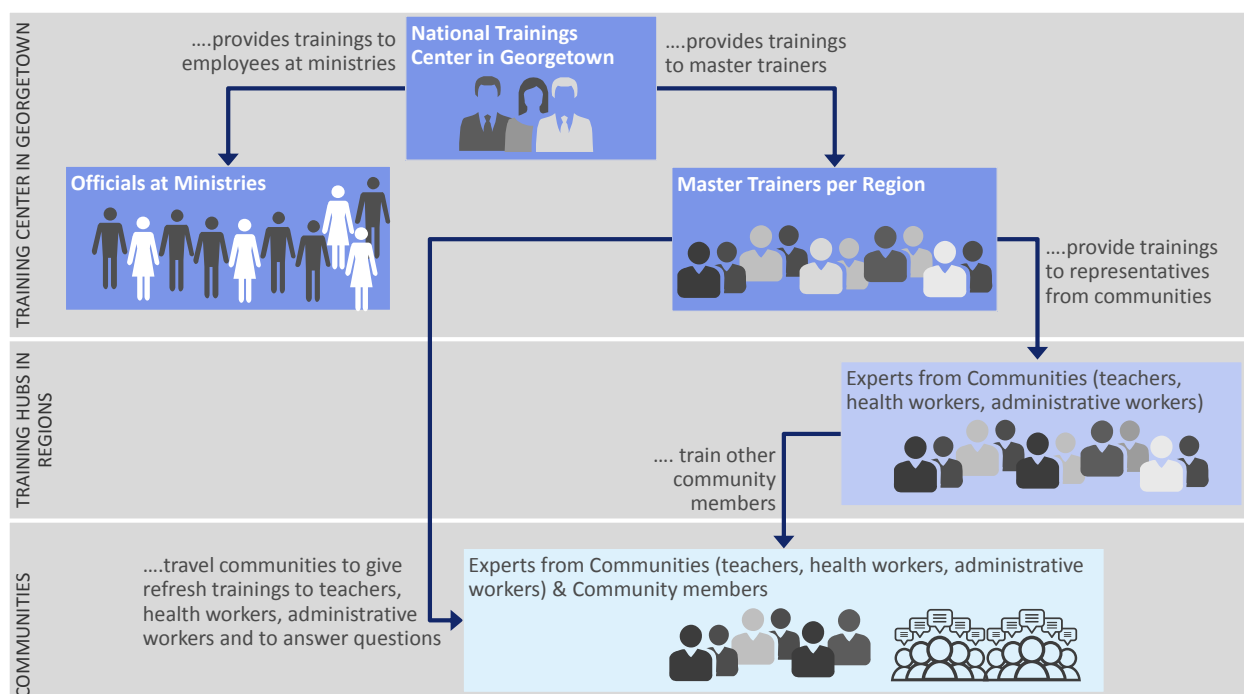 TRAINING CENTER IN GEORGETOWN
….provides trainings to
employees at ministries
National Trainings
Center in Georgetown
….provides trainings
to master trainers
Officials at Ministries
Master Trainers per Region
….provide trainings
to representatives
from communities
TRAINING HUBS IN
REGIONS
Experts from Communities (teachers,
health workers, administrative workers)
…. train other
community
members
COMMUNITIES
….travel communities to give
refresh trainings to teachers,
health workers, administrative
workers and to answer questions
Experts from Communities (teachers, health workers, administrative
workers) & Community members